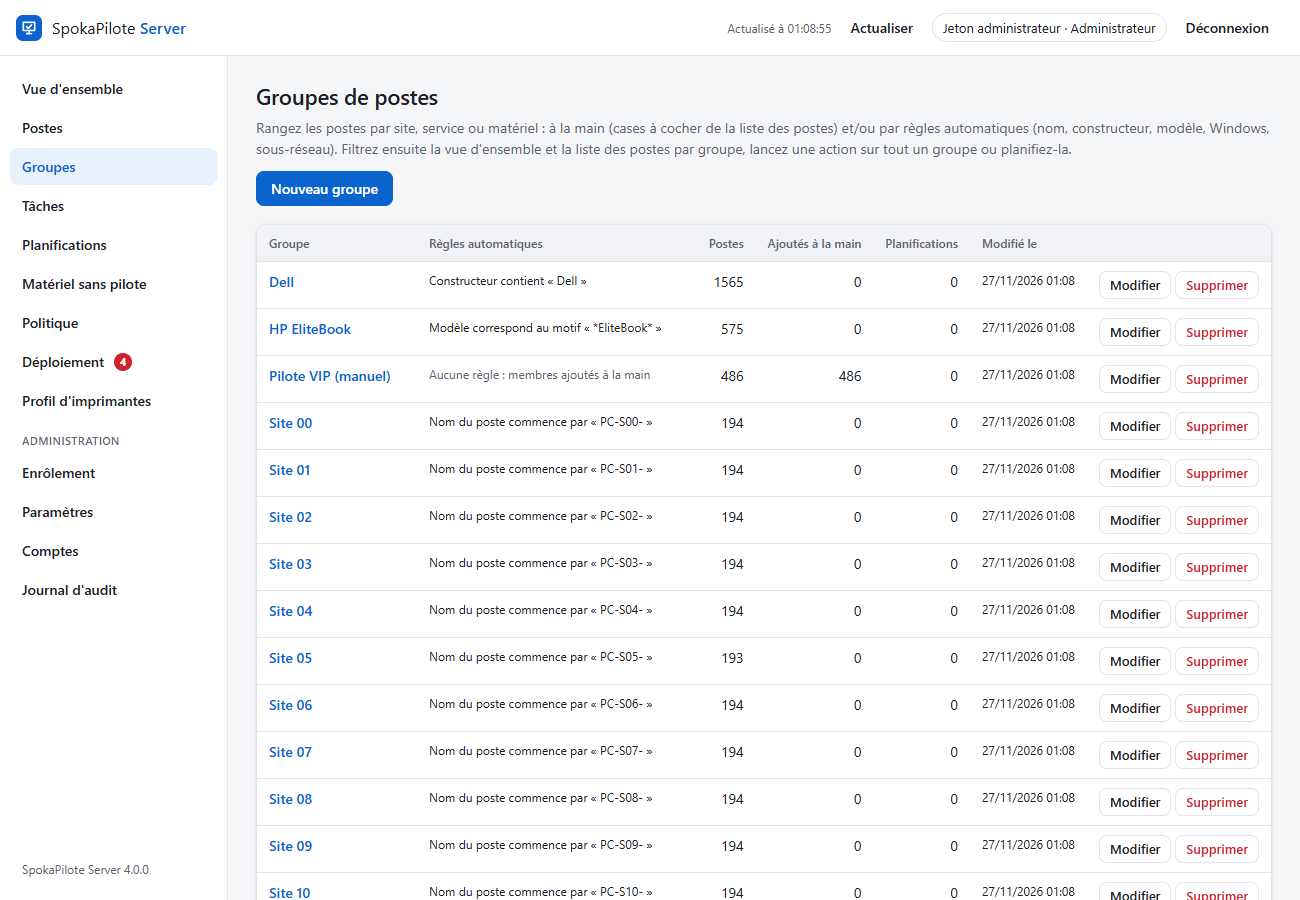 SpokaPilote Server
Actualisé à 01:08:55 Actualiser Jeton administrateur · Administrateur Déconnexion
Vue d'ensemble
Postes
Groupes
Tâches
Planifications
Matériel sans pilote
Politique
Déploiement 4
Profil d'imprimantes
ADMINISTRATION
Enrôlement
Paramètres
Comptes
Journal d'audit
SpokaPilote Server 4.0.0
Groupes de postes
Rangez les postes par site, service ou matériel : à la main (cases à cocher de la liste des postes) et/ou par règles automatiques (nom, constructeur, modèle, Windows,
sous-réseau). Filtrez ensuite la vue d'ensemble et la liste des postes par groupe, lancez une action sur tout un groupe ou planifiez-la.
Nouveau groupe
Groupe Règles automatiques Postes Ajoutés à la main Planifications Modifié le
Dell Constructeur contient « Dell » 1565 0 0 27/11/2026 01:08 Modifier Supprimer
HP EliteBook Modèle correspond au motif « *EliteBook* » 575 0 0 27/11/2026 01:08 Modifier Supprimer
Pilote VIP (manuel) Aucune règle : membres ajoutés à la main 486 486 0 27/11/2026 01:08 Modifier Supprimer
Site 00 Nom du poste commence par « PC-S00- » 194 0 0 27/11/2026 01:08 Modifier Supprimer
Site 01 Nom du poste commence par « PC-S01- » 194 0 0 27/11/2026 01:08 Modifier Supprimer
Site 02 Nom du poste commence par « PC-S02- » 194 0 0 27/11/2026 01:08 Modifier Supprimer
Site 03 Nom du poste commence par « PC-S03- » 194 0 0 27/11/2026 01:08 Modifier Supprimer
Site 04 Nom du poste commence par « PC-S04- » 194 0 0 27/11/2026 01:08 Modifier Supprimer
Site 05 Nom du poste commence par « PC-S05- » 193 0 0 27/11/2026 01:08 Modifier Supprimer
Site 06 Nom du poste commence par « PC-S06- » 194 0 0 27/11/2026 01:08 Modifier Supprimer
Site 07 Nom du poste commence par « PC-S07- » 194 0 0 27/11/2026 01:08 Modifier Supprimer
Site 08 Nom du poste commence par « PC-S08- » 194 0 0 27/11/2026 01:08 Modifier Supprimer
Site 09 Nom du poste commence par « PC-S09- » 194 0 0 27/11/2026 01:08 Modifier Supprimer
Site 10 Nom du poste commence par « PC-S10- » 194 0 0 27/11/2026 01:08 Modifier Supprimer